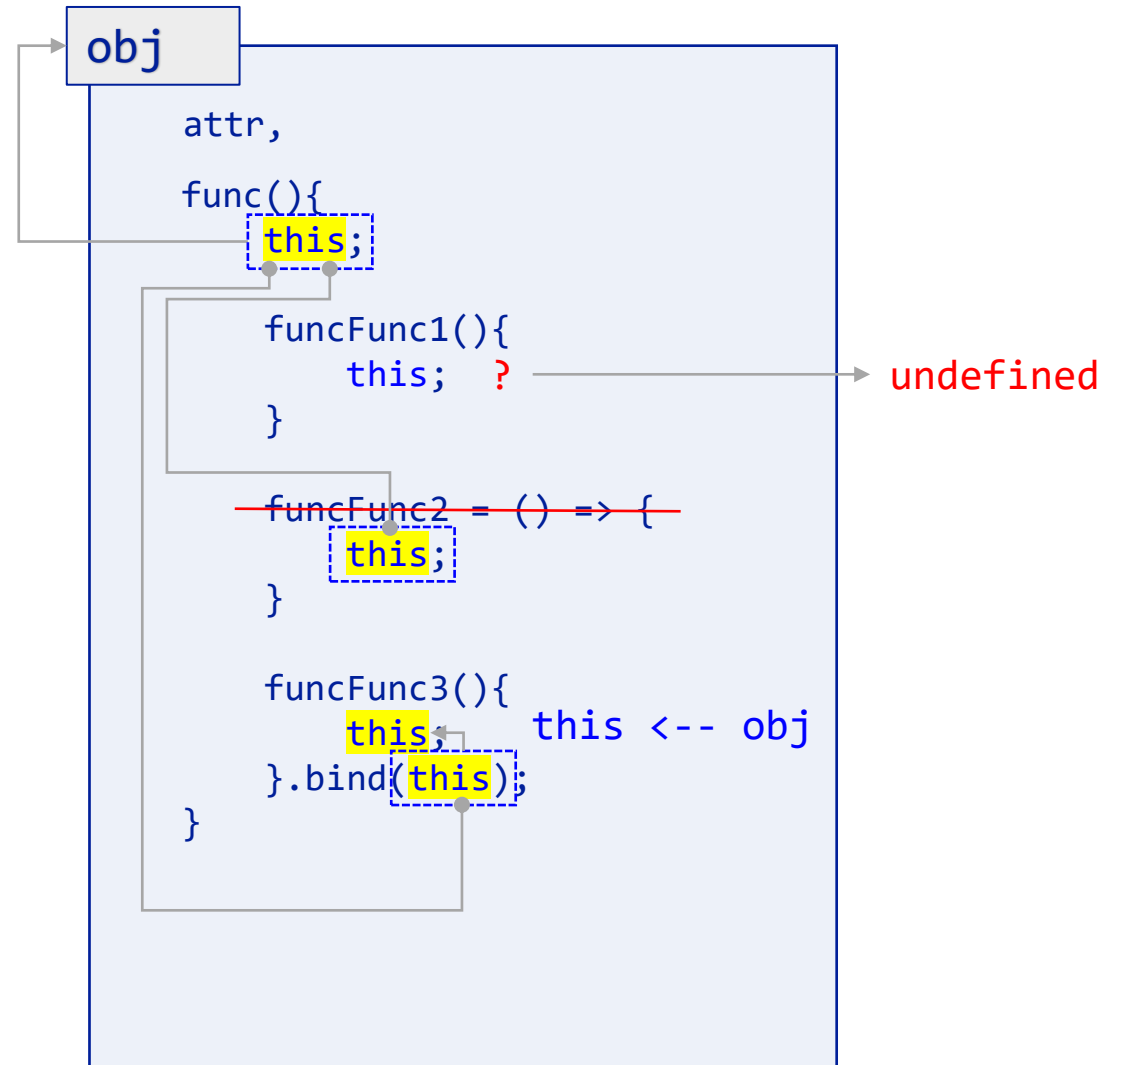 obj
attr,
func(){
this;
funcFunc1(){
this; ? undefined
}
funcFunc2 = () => {
this;
}
funcFunc3(){
this; this <-- obj
}.bind(this);
}